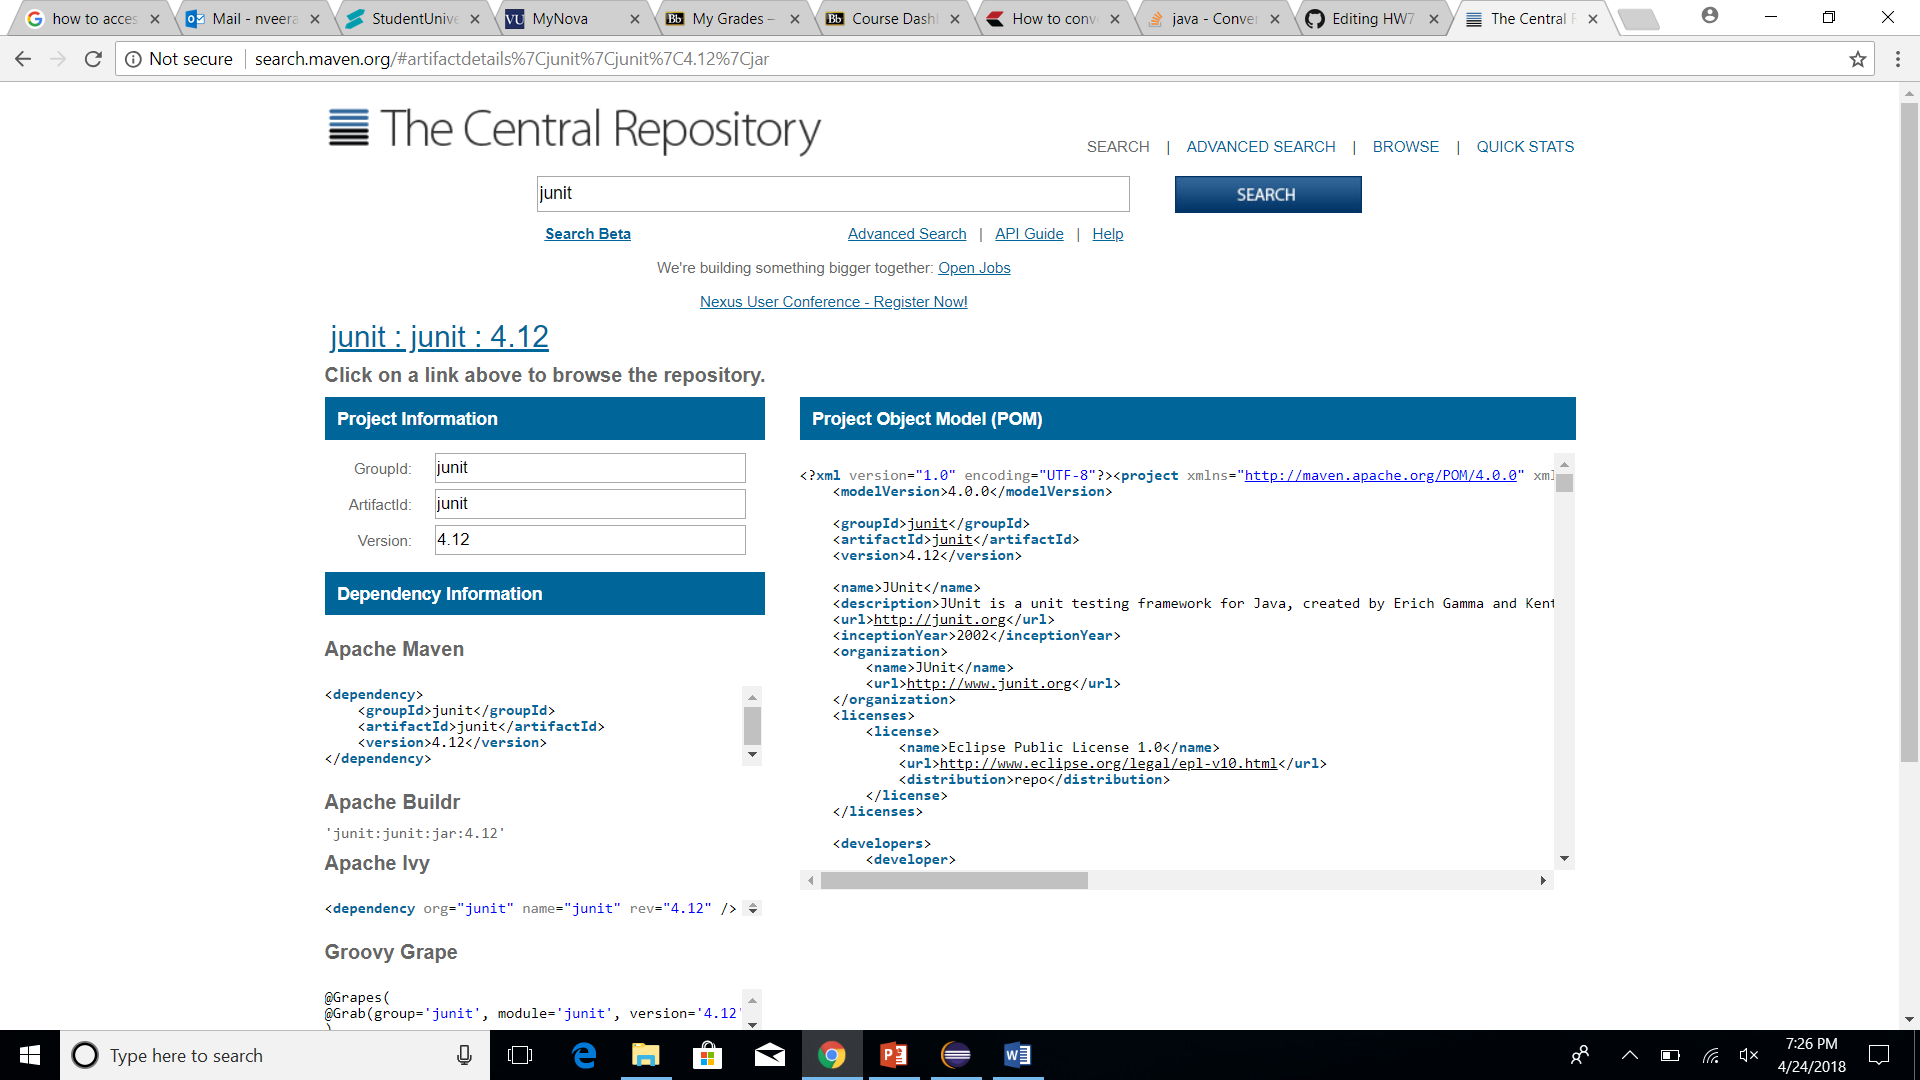 how to acces
Mail - nveera
StudentUnive
MyNova
My Grades –
Course Dash
How to conv
java - Conver
Editing HW7
The Central R
Not secure
search.maven.org/#artifactdetails%7Cjunit%7Cjunit%7C4.12%7Cjar
The Central Repository
SEARCH | ADVANCED SEARCH | BROWSE | QUICK STATS
junit
SEARCH
Search Beta
Advanced Search | API Guide | Help
We're building something bigger together: Open Jobs
Nexus User Conference - Register Now!
junit : junit : 4.12
Click on a link above to browse the repository.
Project Information
GroupId: junit
ArtifactId: junit
Version: 4.12
Dependency Information
Apache Maven
<dependency>
<groupId>junit</groupId>
<artifactId>junit</artifactId>
<version>4.12</version>
</dependency>
Apache Buildr
'junit:junit:jar:4.12'
Apache Ivy
<dependency org="junit" name="junit" rev="4.12" />
Groovy Grape
@Grapes(
@Grab(group='junit', module='junit', version='4.12'
)
Project Object Model (POM)
<?xml version="1.0" encoding="UTF-8"?><project xmlns="http://maven.apache.org/POM/4.0.0" xml
<modelVersion>4.0.0</modelVersion>
<groupId>junit</groupId>
<artifactId>junit</artifactId>
<version>4.12</version>
<name>JUnit</name>
<description>JUnit is a unit testing framework for Java, created by Erich Gamma and Kent
<url>http://junit.org</url>
<inceptionYear>2002</inceptionYear>
<organization>
<name>JUnit</name>
<url>http://www.junit.org</url>
</organization>
<licenses>
<license>
<name>Eclipse Public License 1.0</name>
<url>http://www.eclipse.org/legal/epl-v10.html</url>
<distribution>repo</distribution>
</license>
</licenses>
<developers>
<developer>
Type here to search
7:26 PM
4/24/2018